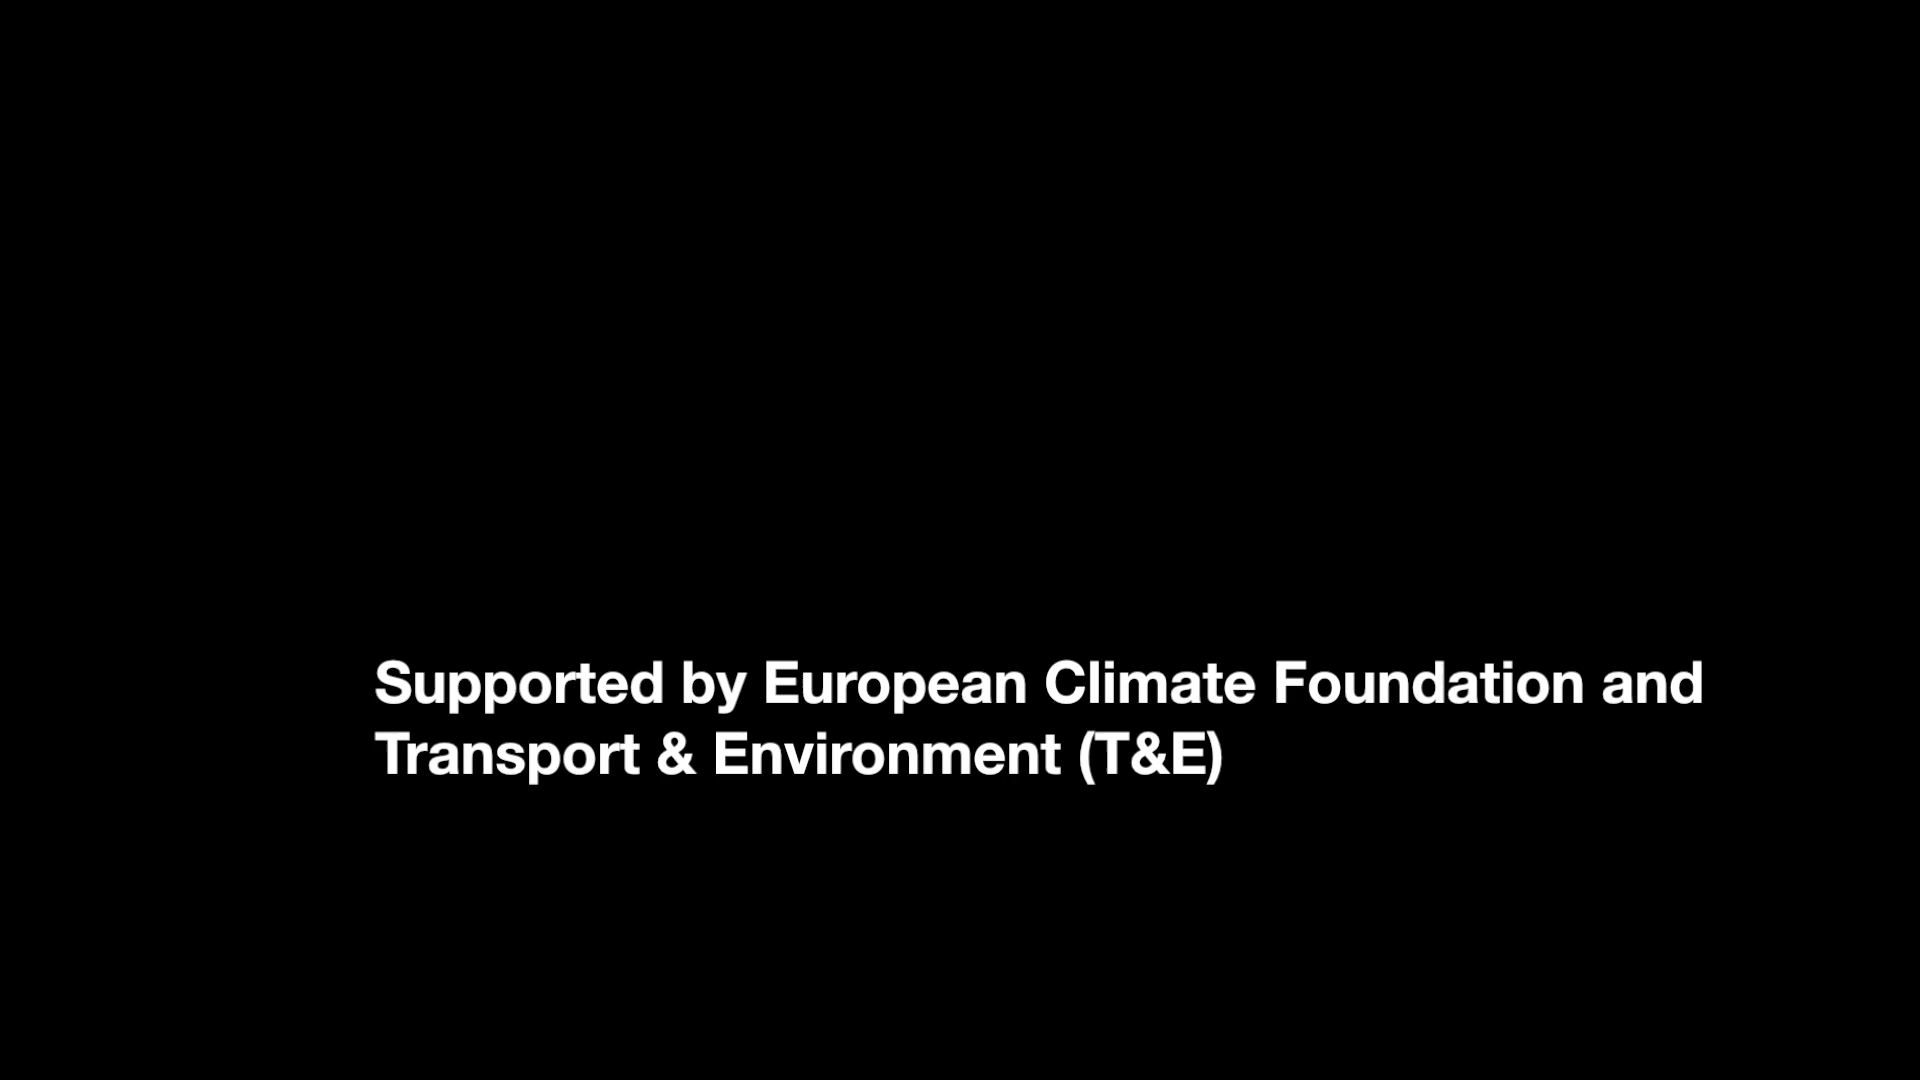 Supported by European Climate Foundation and
Transport & Environment (T&E)